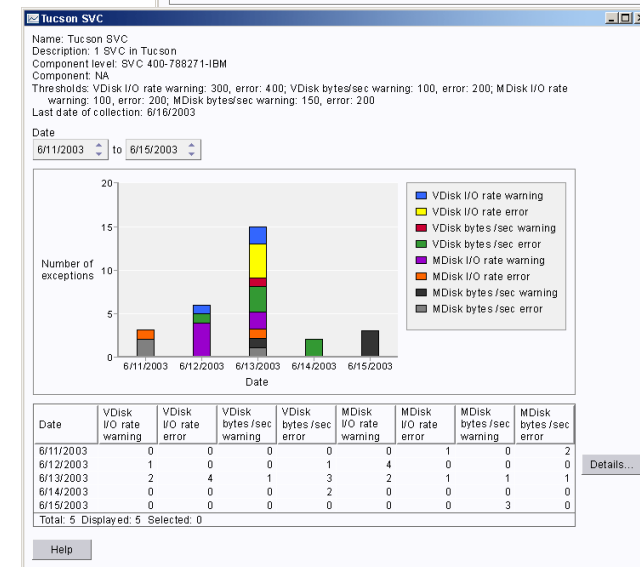 Tucson SVC
Name: Tucson SVC
Description: 1 SVC in Tucson
Component level: SVC 400-788271-IBM
Component: NA
Thresholds: VDisk I/O rate warning: 300, error: 400; VDisk bytes/sec warning: 100, error: 200; MDisk I/O rate
warning: 100, error: 200; MDisk bytes/sec warning: 150, error: 200
Last date of collection: 6/16/2003
Date
6/11/2003 to 6/15/2003
20
15
10
5
0
Number of
exceptions
6/11/2003 6/12/2003 6/13/2003 6/14/2003 6/15/2003
Date
VDisk I/O rate warning
VDisk I/O rate error
VDisk bytes /sec warning
VDisk bytes /sec error
MDisk I/O rate warning
MDisk I/O rate error
MDisk bytes /sec warning
MDisk bytes /sec error
Date VDisk I/O rate warning VDisk I/O rate error VDisk bytes /sec warning VDisk bytes /sec error MDisk I/O rate warning MDisk I/O rate error MDisk bytes /sec warning MDisk bytes /sec error
6/11/2003 0 0 0 0 0 1 0 2
6/12/2003 1 0 0 1 4 0 0 0
6/13/2003 2 4 1 3 2 1 1 1
6/14/2003 0 0 0 2 0 0 0 0
6/15/2003 0 0 0 0 0 0 3 0
Total: 5 Displayed: 5 Selected: 0
Details...
Help